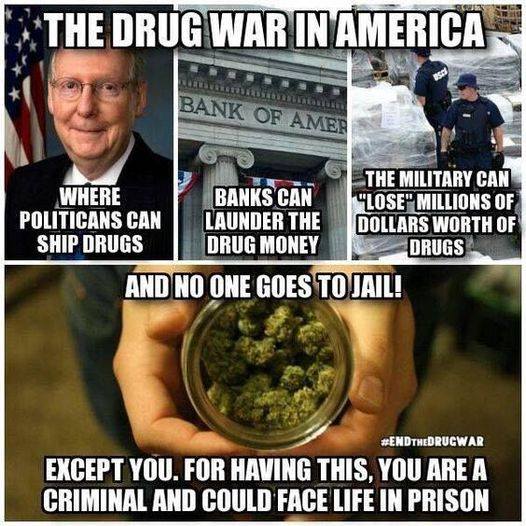 THE DRUG WAR IN AMERICA
BANK OF AMER
USCG
WHERE
POLITICANS CAN
SHIP DRUGS
BANKS CAN
LAUNDER THE
DRUG MONEY
THE MILITARY CAN
"LOSE" MILLIONS OF
DOLLARS WORTH OF
DRUGS
AND NO ONE GOES TO JAIL!
#ENDTHEDRUGWAR
EXCEPT YOU. FOR HAVING THIS, YOU ARE A
CRIMINAL AND COULD FACE LIFE IN PRISON